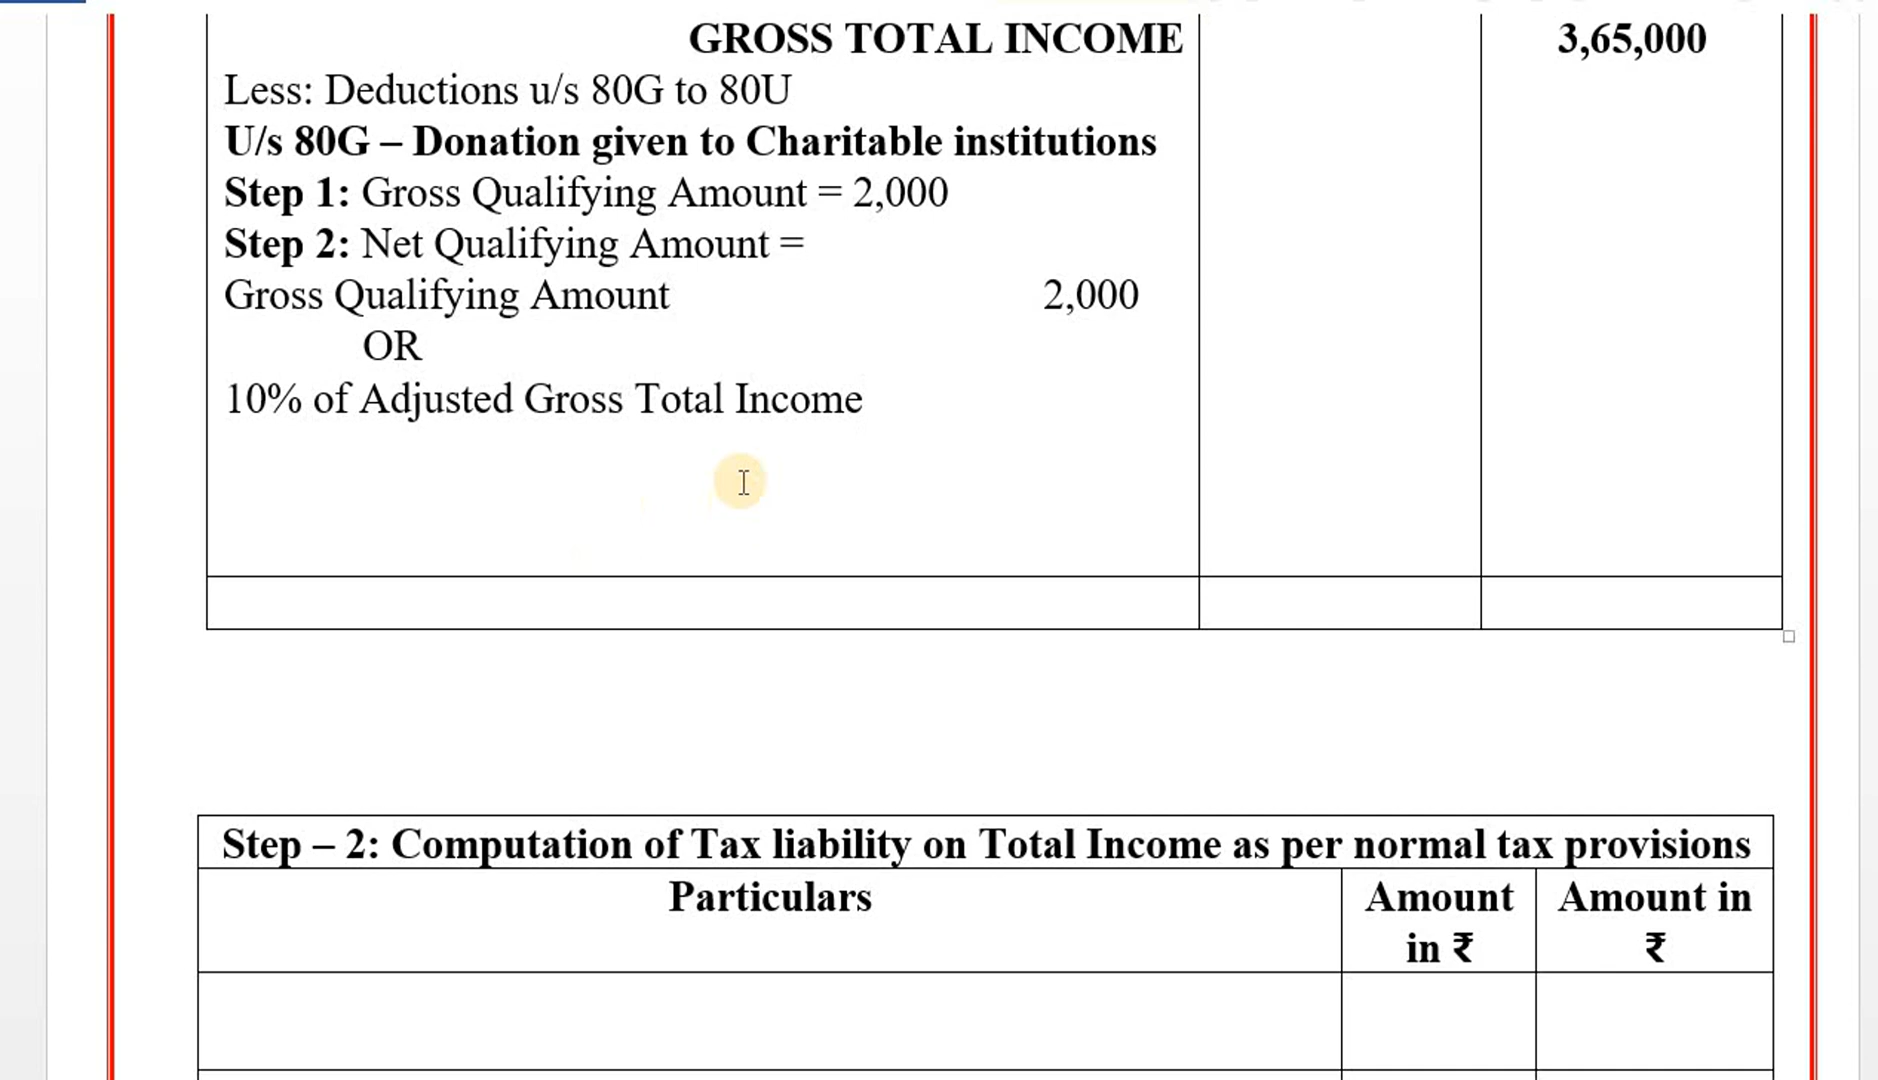 GROSS TOTAL INCOME 3,65,000
Less: Deductions u/s 80G to 80U
U/s 80G – Donation given to Charitable institutions
Step 1: Gross Qualifying Amount = 2,000
Step 2: Net Qualifying Amount =
Gross Qualifying Amount 2,000
OR
10% of Adjusted Gross Total Income
Step – 2: Computation of Tax liability on Total Income as per normal tax provisions
Particulars
Amount
in ₹
Amount in
₹